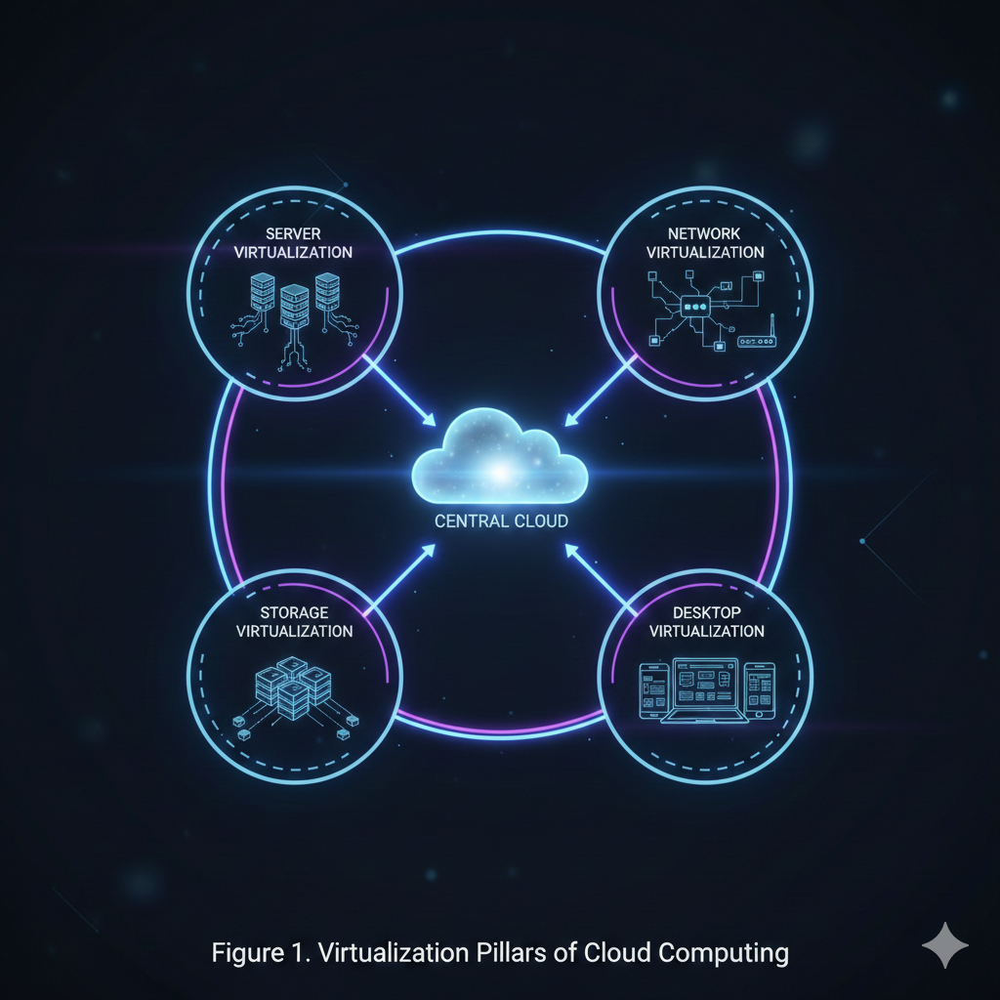 SERVER
VIRTUALIZATION
NETWORK
VIRTUALIZATION
CENTRAL CLOUD
STORAGE
VIRTUALIZATION
DESKTOP
VIRTUALIZATION
Figure 1. Virtualization Pillars of Cloud Computing